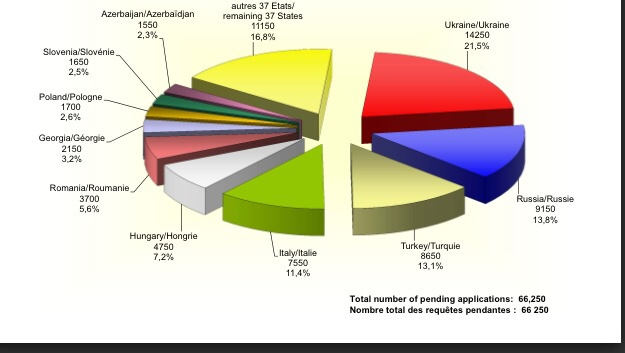 autres 37 Etats/
remaining 37 States
11150
16,8%
Azerbaijan/Azerbaïdjan
1550
2,3%
Ukraine/Ukraine
14250
21,5%
Slovenia/Slovénie
1650
2,5%
Poland/Pologne
1700
2,6%
Georgia/Géorgie
2150
3,2%
Romania/Roumanie
3700
5,6%
Russia/Russie
9150
13,8%
Hungary/Hongrie
4750
7,2%
Italy/Italie
7550
11,4%
Turkey/Turquie
8650
13,1%
Total number of pending applications: 66,250
Nombre total des requêtes pendantes : 66 250